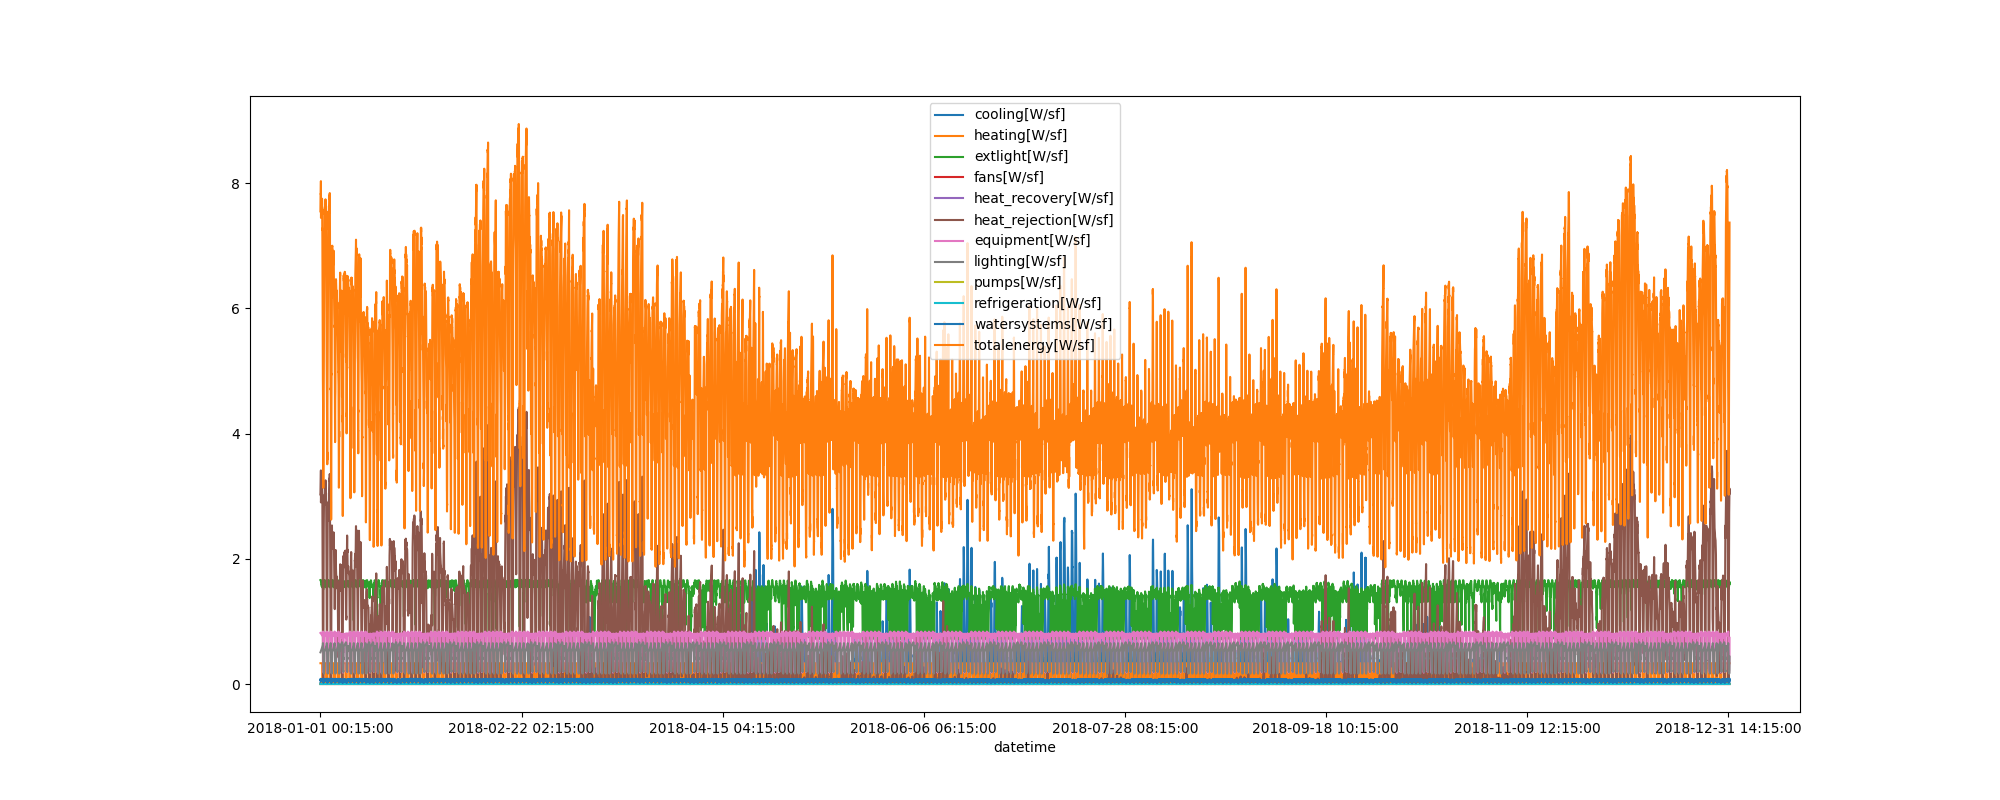 cooling[W/sf]
heating[W/sf]
extlight[W/sf]
fans[W/sf]
heat_recovery[W/sf]
heat_rejection[W/sf]
equipment[W/sf]
lighting[W/sf]
pumps[W/sf]
refrigeration[W/sf]
watersystems[W/sf]
totalenergy[W/sf]
8
6
4
2
0
2018-01-01 00:15:00 2018-02-22 02:15:00 2018-04-15 04:15:00 2018-06-06 06:15:00 2018-07-28 08:15:00 2018-09-18 10:15:00 2018-11-09 12:15:00 2018-12-31 14:15:00
datetime